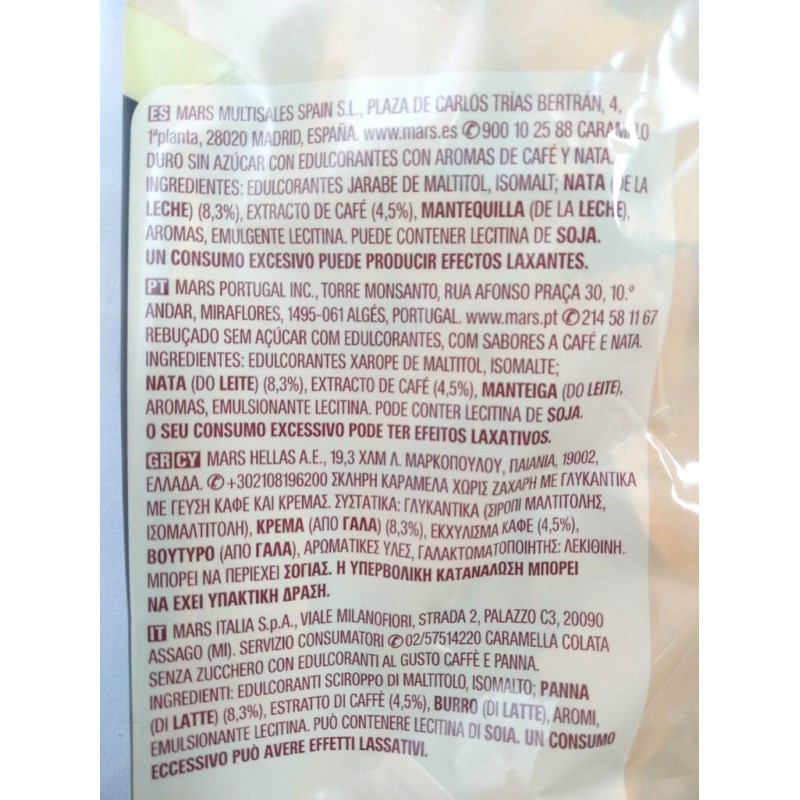 ES MARS MULTISALES SPAIN S.L., PLAZA DE CARLOS TRÍAS BERTRÁN, 4,
1ªplanta, 28020 MADRID, ESPAÑA. www.mars.es ✆900 10 25 88 CARAMELO
DURO SIN AZÚCAR CON EDULCORANTES CON AROMAS DE CAFÉ Y NATA.
INGREDIENTES: EDULCORANTES JARABE DE MALTITOL, ISOMALT; NATA (DE LA
LECHE) (8,3%), EXTRACTO DE CAFÉ (4,5%), MANTEQUILLA (DE LA LECHE),
AROMAS, EMULGENTE LECITINA. PUEDE CONTENER LECITINA DE SOJA.
UN CONSUMO EXCESIVO PUEDE PRODUCIR EFECTOS LAXANTES.
PT MARS PORTUGAL INC., TORRE MONSANTO, RUA AFONSO PRAÇA 30, 10.º
ANDAR, MIRAFLORES, 1495-061 ALGÉS, PORTUGAL. www.mars.pt ✆214 58 11 67
REBUÇADO SEM AÇÚCAR COM EDULCORANTES, COM SABORES A CAFÉ E NATA.
INGREDIENTES: EDULCORANTES XAROPE DE MALTITOL, ISOMALTE;
NATA (DO LEITE) (8,3%), EXTRACTO DE CAFÉ (4,5%), MANTEIGA (DO LEITE),
AROMAS, EMULSIONANTE LECITINA. PODE CONTER LECITINA DE SOJA.
O SEU CONSUMO EXCESSIVO PODE TER EFEITOS LAXATIVOS.
GR CY MARS HELLAS A.E., 19,3 ΧΛΜ Λ. ΜΑΡΚΟΠΟΥΛΟΥ, ΠΑΙΑΝΙΑ, 19002,
ΕΛΛΑΔΑ. ✆+302108196200 ΣΚΛΗΡΗ ΚΑΡΑΜΕΛΑ ΧΩΡΙΣ ΖΑΧΑΡΗ ΜΕ ΓΛΥΚΑΝΤΙΚΑ
ΜΕ ΓΕΥΣΗ ΚΑΦΕ ΚΑΙ ΚΡΕΜΑΣ. ΣΥΣΤΑΤΙΚΑ: ΓΛΥΚΑΝΤΙΚΑ (ΣΙΡΟΠΙ ΜΑΛΤΙΤΟΛΗΣ,
ΙΣΟΜΑΛΤΙΤΟΛΗ), ΚΡΕΜΑ (ΑΠΟ ΓΑΛΑ) (8,3%), ΕΚΧΥΛΙΣΜΑ ΚΑΦΕ (4,5%),
ΒΟΥΤΥΡΟ (ΑΠΟ ΓΑΛΑ), ΑΡΩΜΑΤΙΚΕΣ ΥΛΕΣ, ΓΑΛΑΚΤΩΜΑΤΟΠΟΙΗΤΗΣ: ΛΕΚΙΘΙΝΗ.
ΜΠΟΡΕΙ ΝΑ ΠΕΡΙΕΧΕΙ ΣΟΓΙΑΣ. Η ΥΠΕΡΒΟΛΙΚΗ ΚΑΤΑΝΑΛΩΣΗ ΜΠΟΡΕΙ
ΝΑ ΕΧΕΙ ΥΠΑΚΤΙΚΗ ΔΡΑΣΗ.
IT MARS ITALIA S.p.A., VIALE MILANOFIORI, STRADA 2, PALAZZO C3, 20090
ASSAGO (MI). SERVIZIO CONSUMATORI ✆02/57514220 CARAMELLA COLATA
SENZA ZUCCHERO CON EDULCORANTI AL GUSTO CAFFÈ E PANNA.
INGREDIENTI: EDULCORANTI SCIROPPO DI MALTITOLO, ISOMALTO; PANNA
(DI LATTE) (8,3%), ESTRATTO DI CAFFÈ (4,5%), BURRO (DI LATTE), AROMI,
EMULSIONANTE LECITINA. PUÒ CONTENERE LECITINA DI SOIA. UN CONSUMO
ECCESSIVO PUÒ AVERE EFFETTI LASSATIVI.